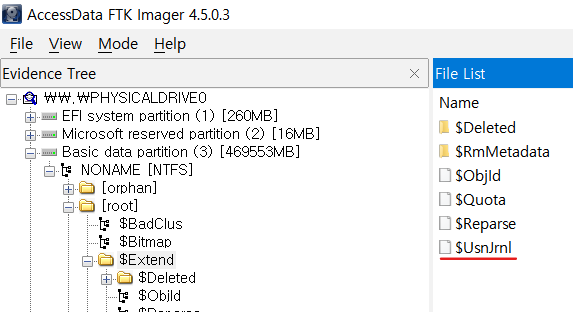 AccessData FTK Imager 4.5.0.3
File View Mode Help
Evidence Tree
₩₩.₩PHYSICALDRIVE0
EFI system partition (1) [260MB]
Microsoft reserved partition (2) [16MB]
Basic data partition (3) [469553MB]
NONAME [NTFS]
[orphan]
[root]
$BadClus
$Bitmap
$Extend
$Deleted
$ObjId
$Reparse
File List
Name
$Deleted
$RmMetadata
$ObjId
$Quota
$Reparse
$UsnJrnl